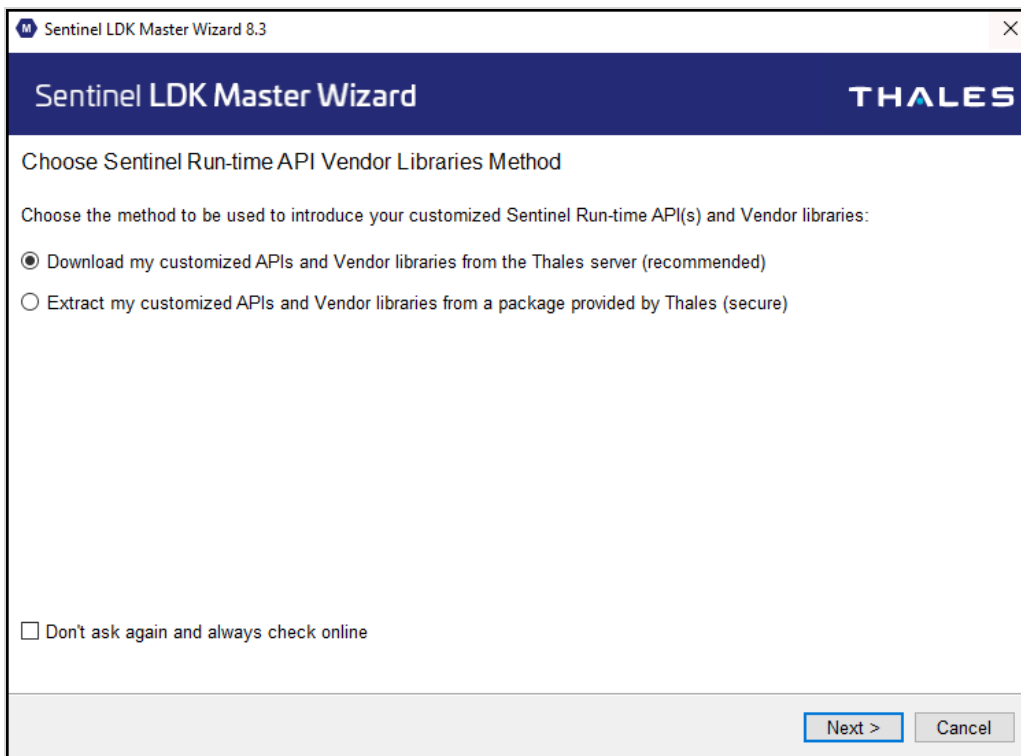 M Sentinel LDK Master Wizard 8.3
Sentinel LDK Master Wizard
THALES
Choose Sentinel Run-time API Vendor Libraries Method
Choose the method to be used to introduce your customized Sentinel Run-time API(s) and Vendor libraries:
Download my customized APIs and Vendor libraries from the Thales server (recommended)
Extract my customized APIs and Vendor libraries from a package provided by Thales (secure)
Don't ask again and always check online
Next > Cancel